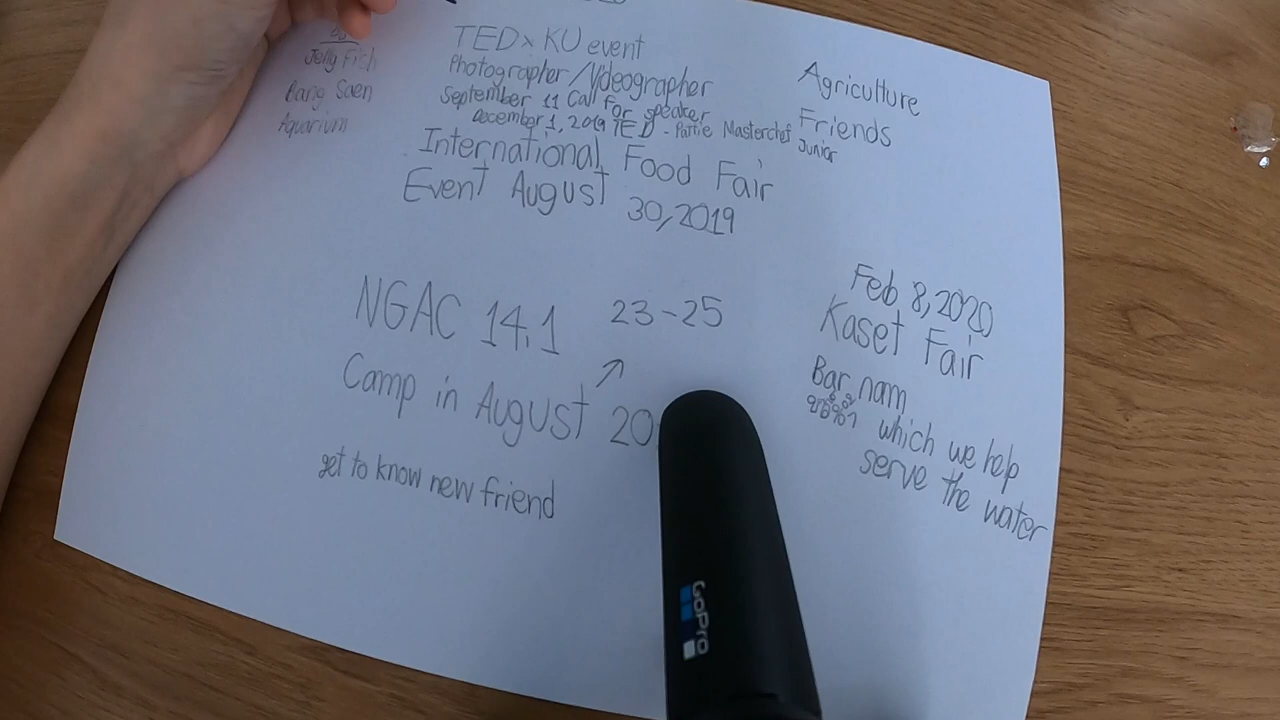 Jelly Fish
Bang Saen
Aquarium
TEDx KU event
Photographer/Videographer
September 11 Call for speaker
December 1, 2019 TED - Partie Masterchef Junior
International Food Fair
Event August 30, 2019
Agriculture
Friends
NGAC 14.1 23-25
Camp in August 20
get to know new friend
Feb 8, 2020
Kaset Fair
Bar nam
which we help
serve the water
GoPro